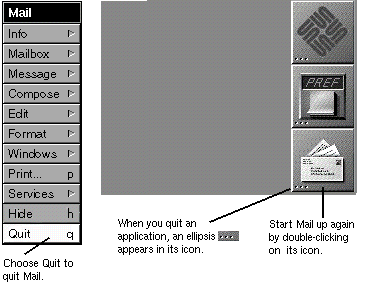 Mail
Info
Mailbox
Message
Compose
Edit
Format
Windows
Print... p
Services
Hide h
Quit q
PREF
Choose Quit to
quit Mail.
When you quit an
application, an ellipsis ...
appears in its icon.
Start Mail up again
by double-clicking
on its icon.